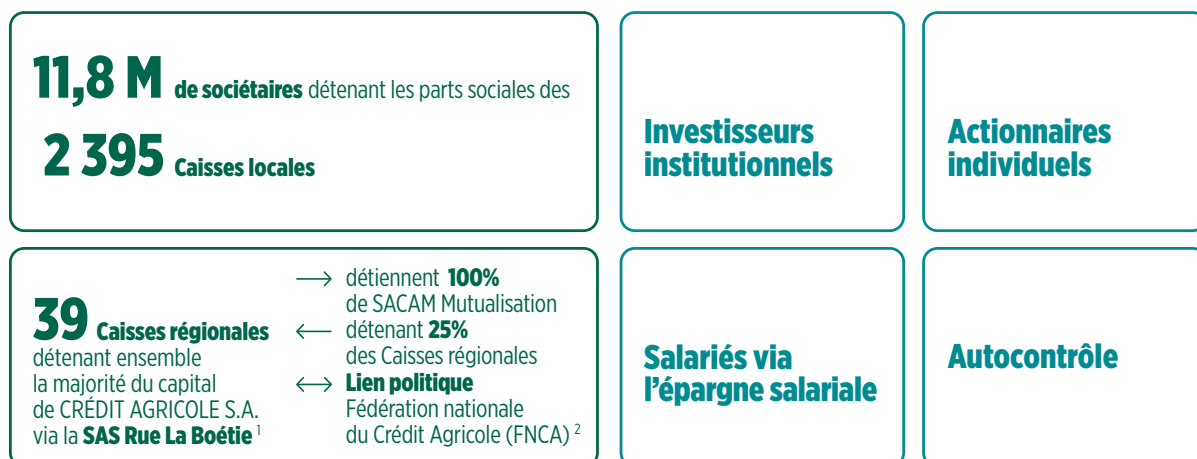 11,8 M de sociétaires détenant les parts sociales des
2 395 Caisses locales
Investisseurs
institutionnels
Actionnaires
individuels
39 Caisses régionales
détenant ensemble
la majorité du capital
de CRÉDIT AGRICOLE S.A.
via la SAS Rue La Boétie 1
→ détiennent 100%
de SACAM Mutualisation
← détenant 25%
des Caisses régionales
↔ Lien politique
Fédération nationale
du Crédit Agricole (FNCA) 2
Salariés via
l’épargne salariale
Autocontrôle